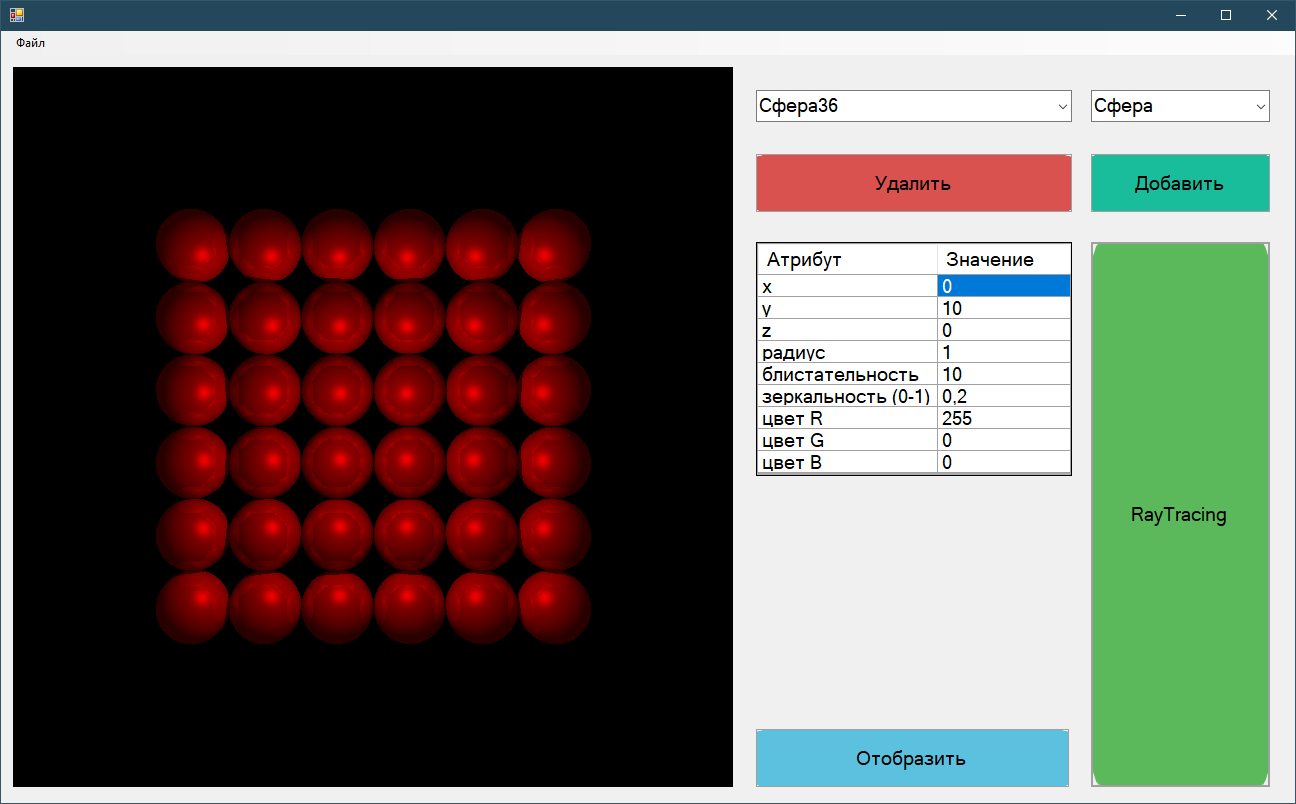 Файл
Сфера36
Сфера
Удалить
Добавить
Атрибут Значение
x 0
y 10
z 0
радиус 1
блистательность 10
зеркальность (0-1) 0,2
цвет R 255
цвет G 0
цвет B 0
RayTracing
Отобразить